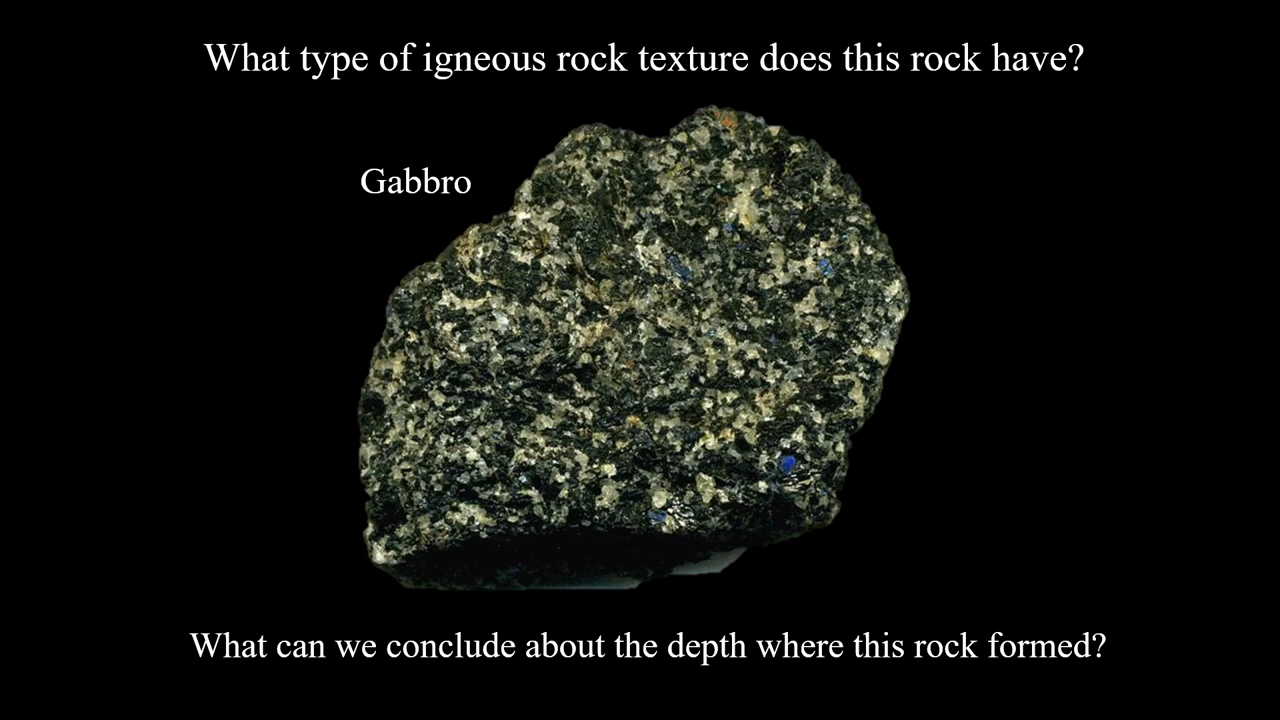 What type of igneous rock texture does this rock have?
Gabbro
What can we conclude about the depth where this rock formed?